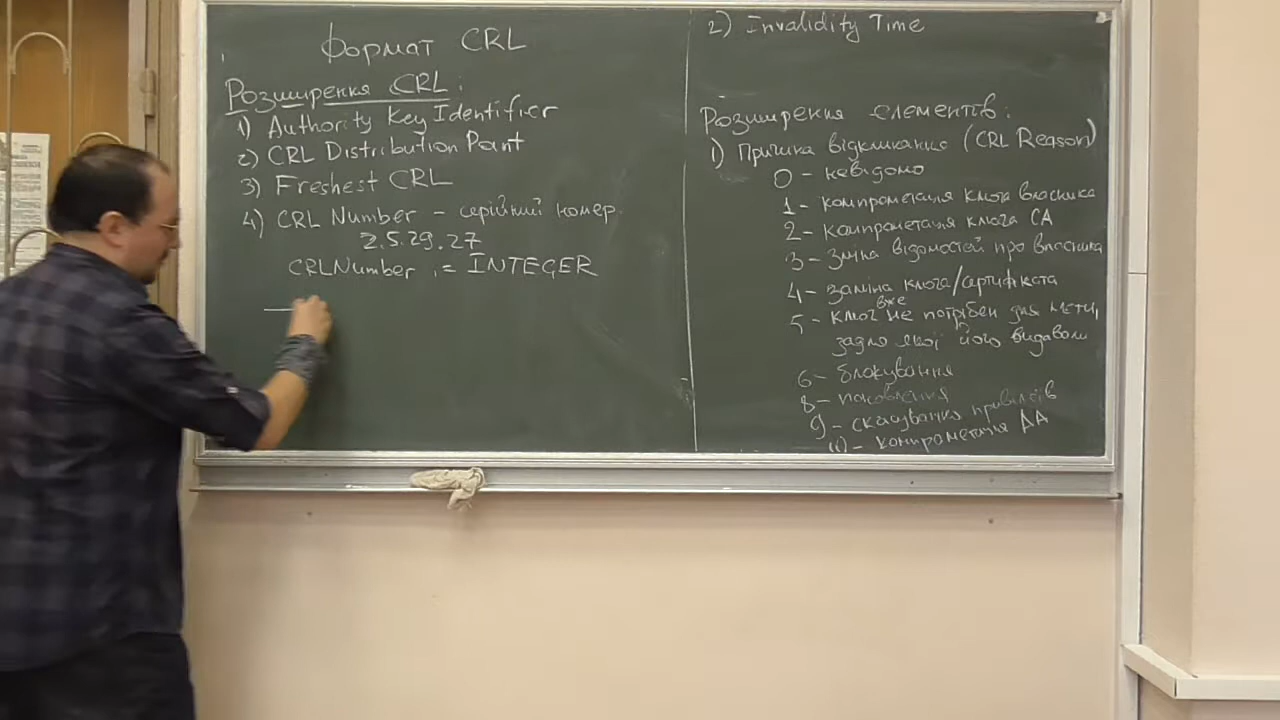 Формат CRL
Розширення CRL:
1) Authority Key Identifier
2) CRL Distribution Point
3) Freshest CRL
4) CRL Number – серійний номер
2.5.29.27
CRLNumber := INTEGER
2) Invalidity Time
Розширення елементів:
1) Причина відкликання (CRL Reason)
0 – невідомо
1 – компрометація ключа власника
2 – компрометація ключа CA
3 – зміна відомостей про власника
4 – заміна ключа/сертифіката
5 – ключ вже не потрібен для мети,
задля якої його видавали
6 – блокування
8 – поновлення
9 – скасування привілеїв
10 – компрометація AA